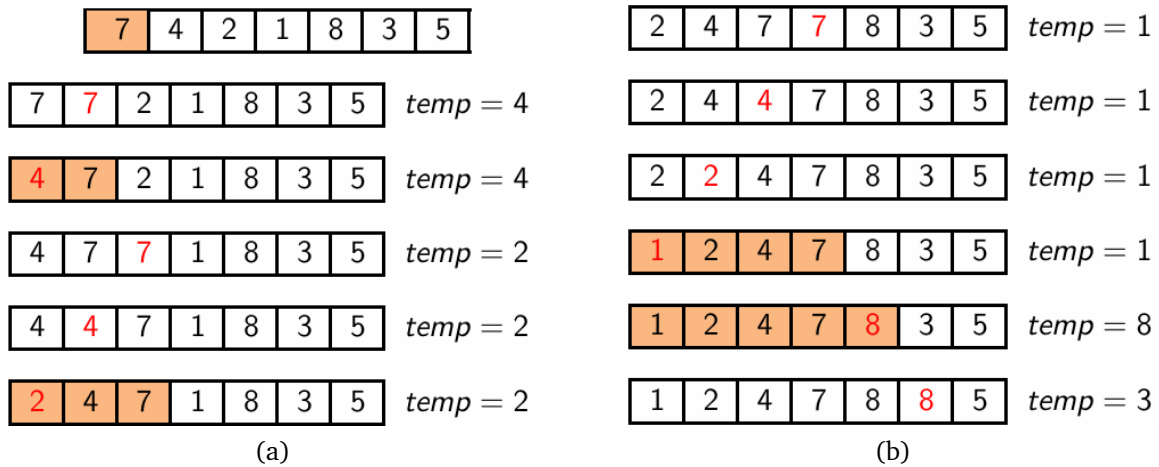 7 4 2 1 8 3 5
7 7 2 1 8 3 5 temp = 4
4 7 2 1 8 3 5 temp = 4
4 7 7 1 8 3 5 temp = 2
4 4 7 1 8 3 5 temp = 2
2 4 7 1 8 3 5 temp = 2
(a)
2 4 7 7 8 3 5 temp = 1
2 4 4 7 8 3 5 temp = 1
2 2 4 7 8 3 5 temp = 1
1 2 4 7 8 3 5 temp = 1
1 2 4 7 8 3 5 temp = 8
1 2 4 7 8 8 5 temp = 3
(b)